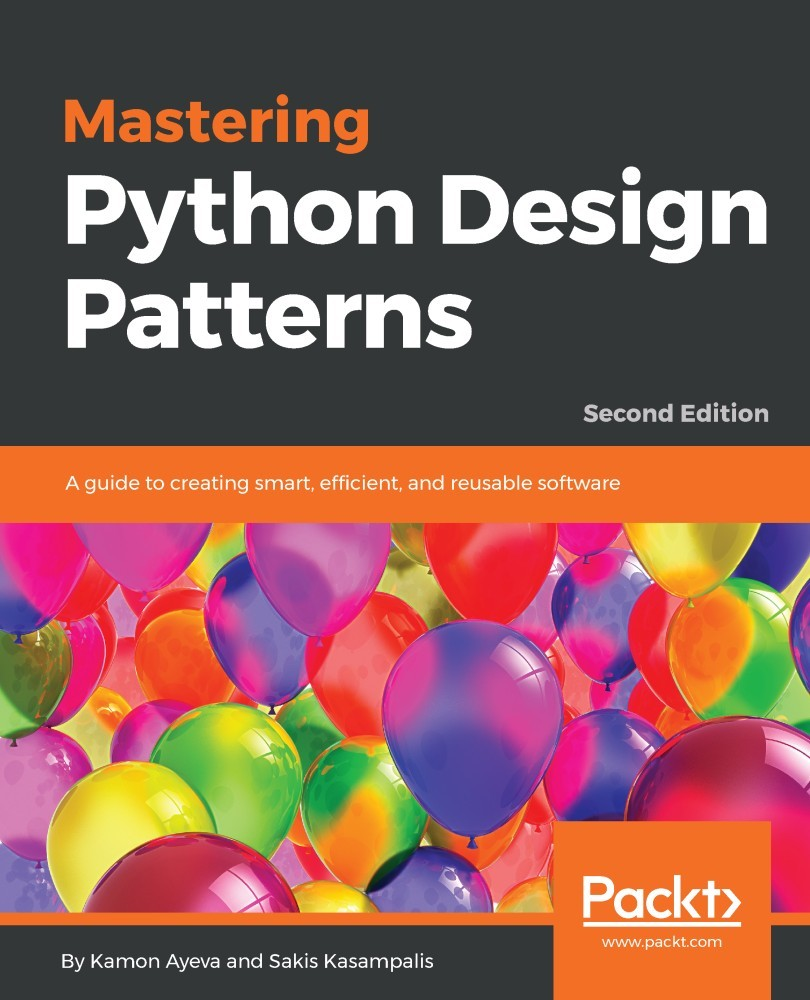 Mastering
Python Design
Patterns
Second Edition
A guide to creating smart, efficient, and reusable software
Packt>
www.packt.com
By Kamon Ayeva and Sakis Kasampalis